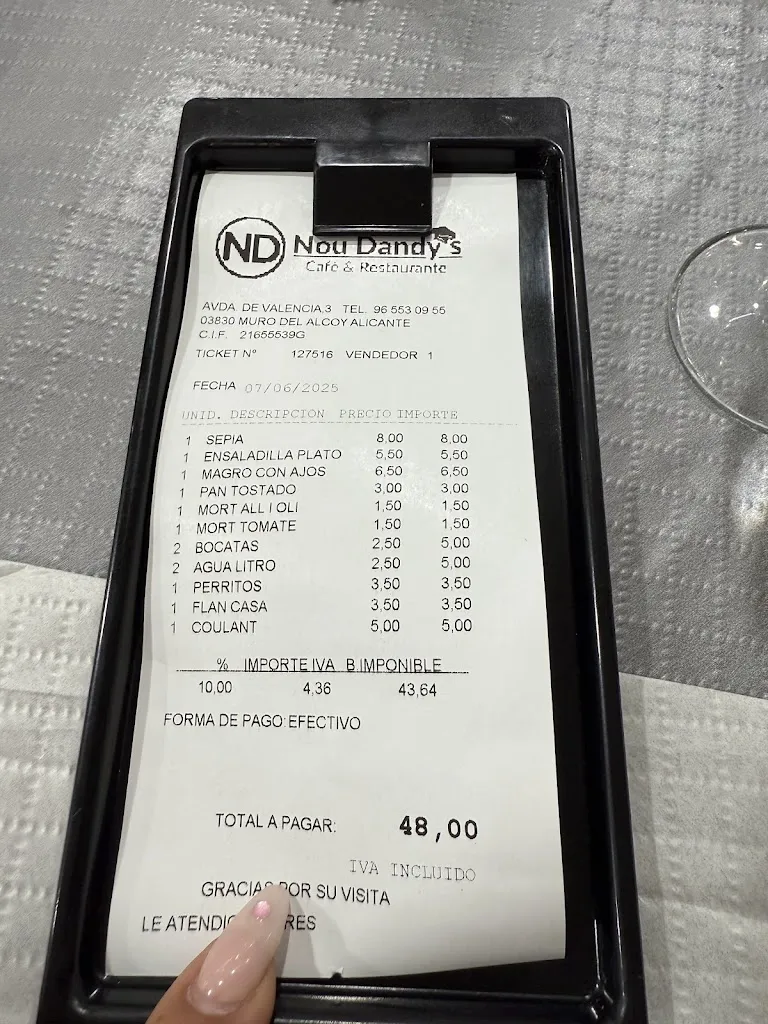 ND Nou Dandy's
Café & Restaurante
AVDA. DE VALENCIA,3 TEL. 96 553 09 55
03830 MURO DEL ALCOY ALICANTE
C.I.F. 21655539G
TICKET Nº 127516 VENDEDOR 1
FECHA 07/06/2025
UNID. DESCRIPCION PRECIO IMPORTE
1 SEPIA 8,00 8,00
1 ENSALADILLA PLATO 5,50 5,50
1 MAGRO CON AJOS 6,50 6,50
1 PAN TOSTADO 3,00 3,00
1 MORT ALL I OLI 1,50 1,50
1 MORT TOMATE 1,50 1,50
2 BOCATAS 2,50 5,00
2 AGUA LITRO 2,50 5,00
1 PERRITOS 3,50 3,50
1 FLAN CASA 3,50 3,50
1 COULANT 5,00 5,00
% IMPORTE IVA B.IMPONIBLE
10,00 4,36 43,64
FORMA DE PAGO:EFECTIVO
TOTAL A PAGAR: 48,00
IVA INCLUIDO
GRACIAS POR SU VISITA
LE ATENDIO